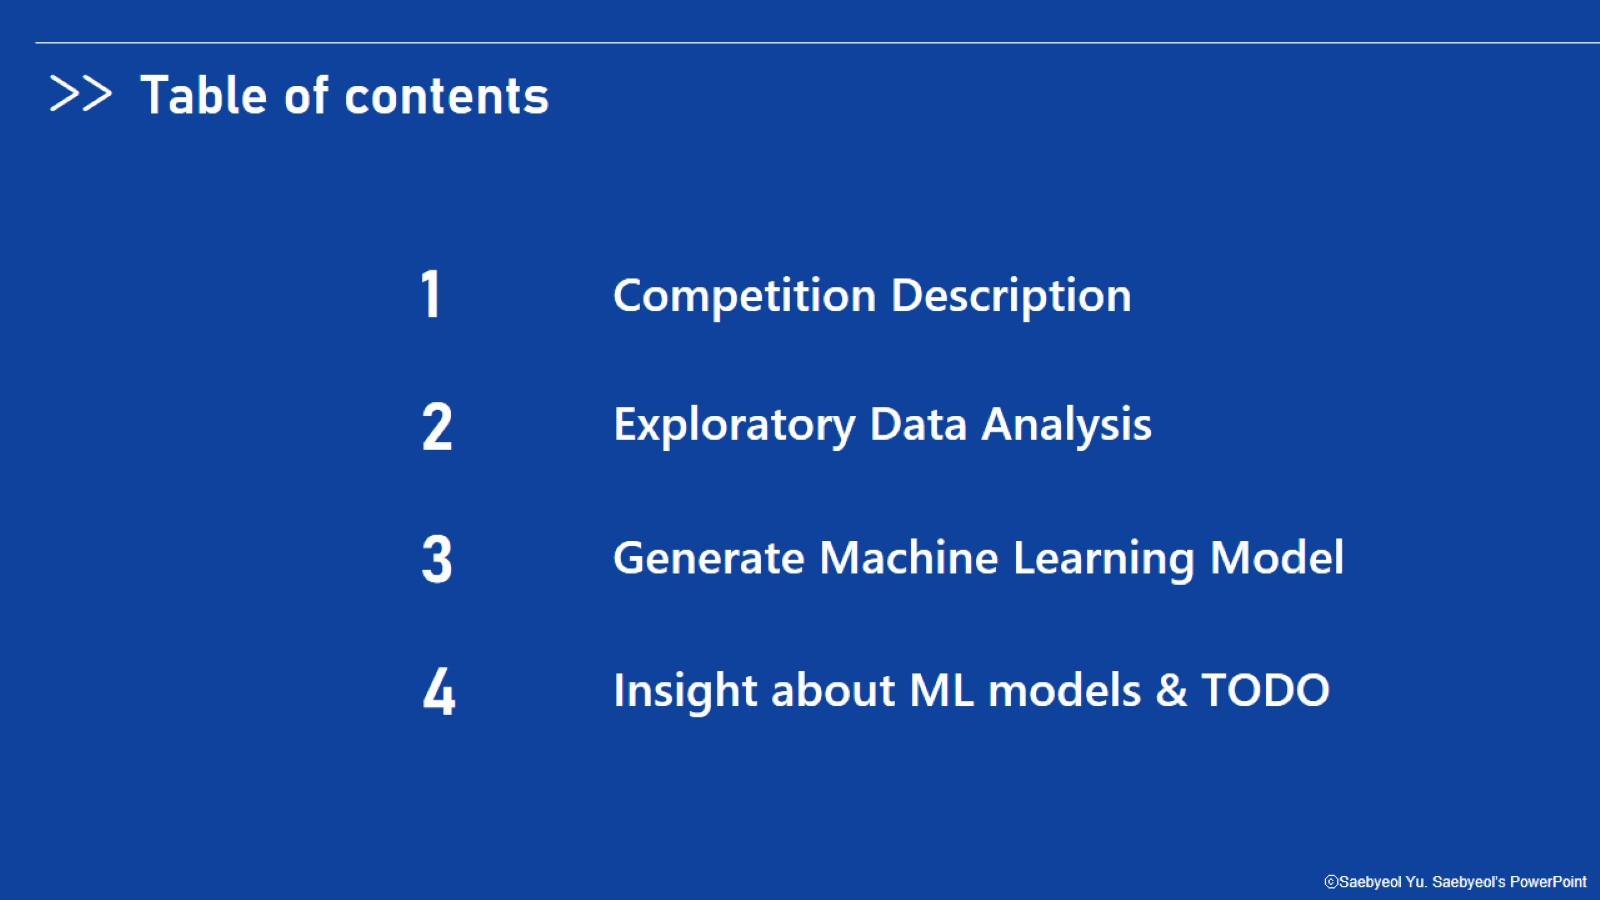 >> Table of contents
1 Competition Description
2 Exploratory Data Analysis
3 Generate Machine Learning Model
4 Insight about ML models & TODO
ⓒSaebyeol Yu. Saebyeol's PowerPoint